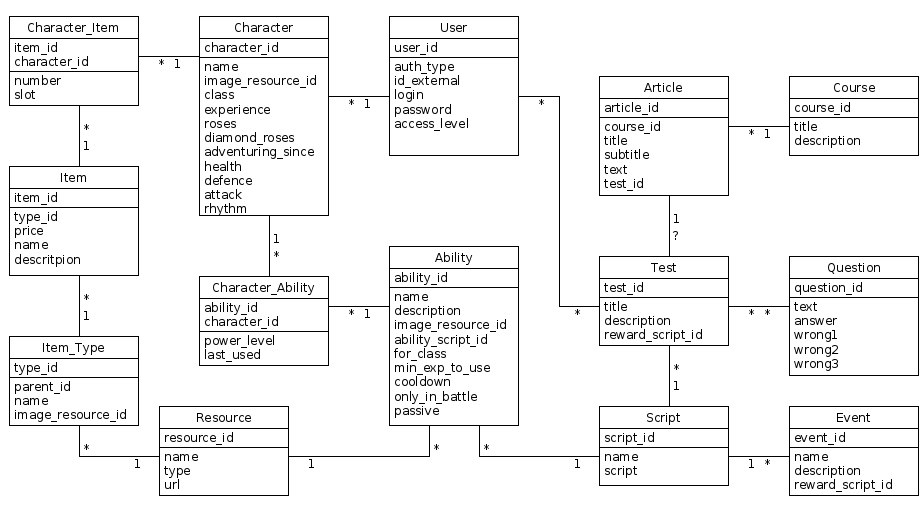 Character_Item
item_id
character_id
number
slot
* 1
Character
character_id
name
image_resource_id
class
experience
roses
diamond_roses
adventuring_since
health
defence
attack
rhythm
* 1
User
user_id
auth_type
id_external
login
password
access_level
*
*
Article
article_id
course_id
title
subtitle
text
test_id
* 1
Course
course_id
title
description
*
1
Item
item_id
type_id
price
name
descritpion
1
*
1
?
Character_Ability
ability_id
character_id
power_level
last_used
* 1
Ability
ability_id
name
description
image_resource_id
ability_script_id
for_class
min_exp_to_use
cooldown
only_in_battle
passive
Test
test_id
title
description
reward_script_id
* *
Question
question_id
text
answer
wrong1
wrong2
wrong3
*
1
Item_Type
type_id
parent_id
name
image_resource_id
*
1
Resource
resource_id
name
type
url
1
*
*
1
*
1
Script
script_id
name
script
1 *
Event
event_id
name
description
reward_script_id